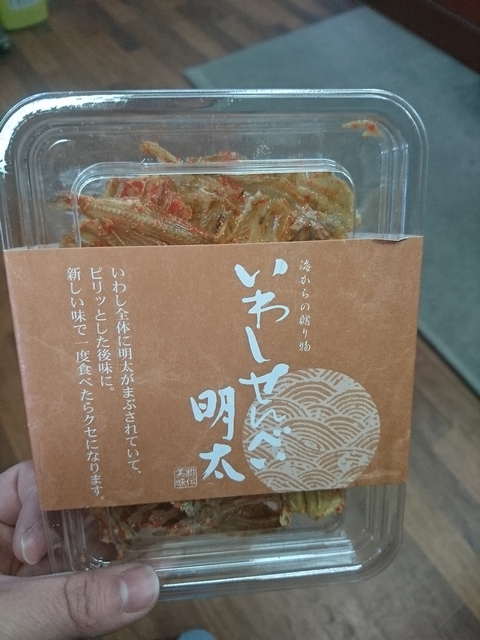 海からの贈り物
いわしせんべい
明太
いわし全体に明太がまぶされていて、
ピリッとした後味に。
新しい味で一度食べたらクセになります。